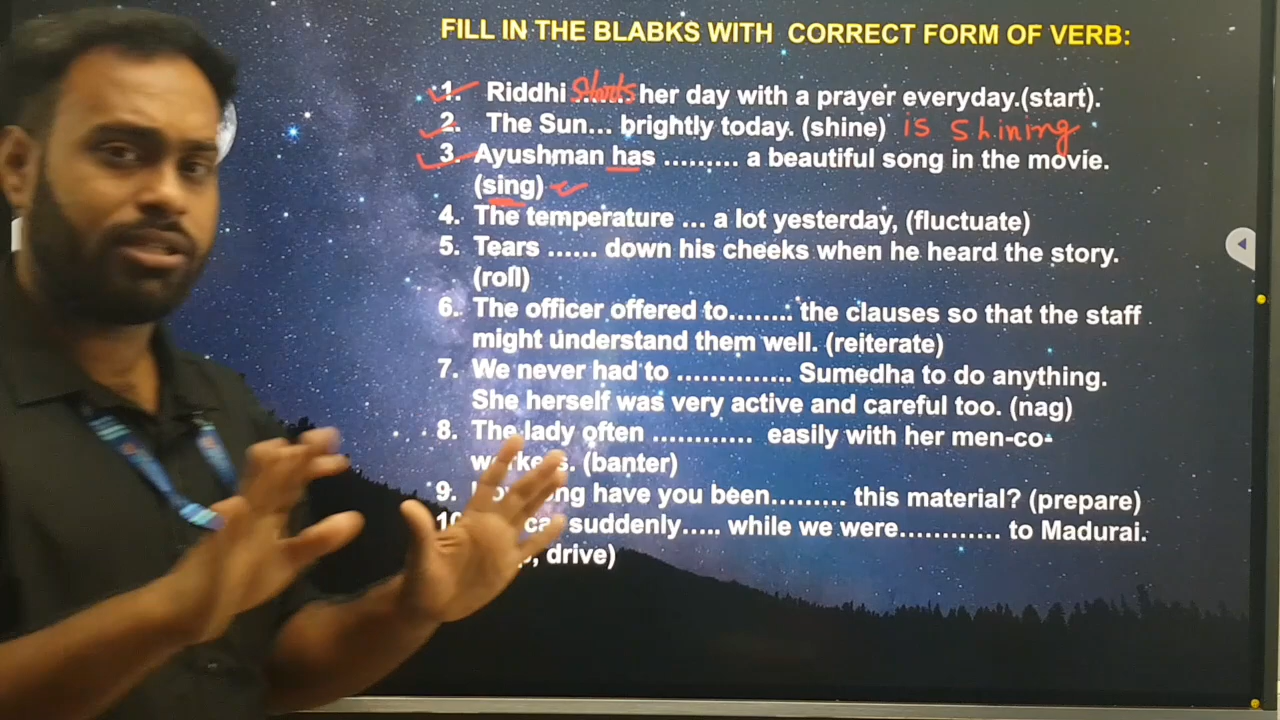 FILL IN THE BLABKS WITH CORRECT FORM OF VERB:
1. Riddhi starts her day with a prayer everyday.(start).
2. The Sun... brightly today. (shine) is shining
3. Ayushman has ......... a beautiful song in the movie.
(sing)
4. The temperature ... a lot yesterday, (fluctuate)
5. Tears ...... down his cheeks when he heard the story.
(roll)
6. The officer offered to........ the clauses so that the staff
might understand them well. (reiterate)
7. We never had to .............. Sumedha to do anything.
She herself was very active and careful too. (nag)
8. The lady often ............ easily with her men-co-
workers. (banter)
9. have you been......... this material? (prepare)
suddenly..... while we were............ to Madurai.
, drive)